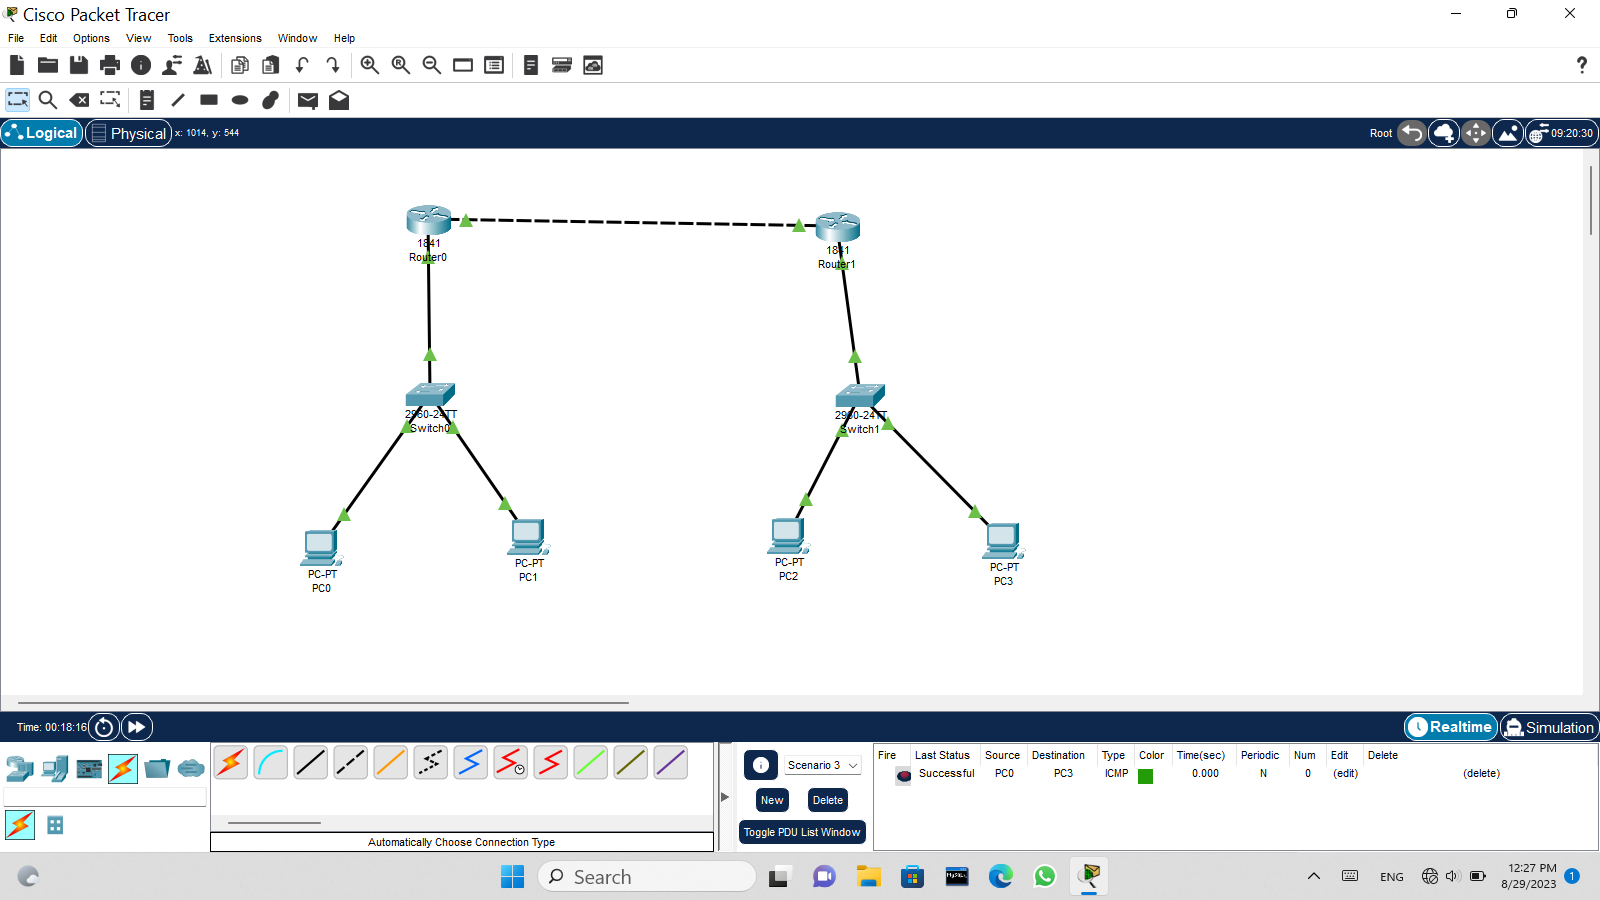 Cisco Packet Tracer
File Edit Options View Tools Extensions Window Help
Logical Physical x: 1014, y: 544 Root 09:20:30
1841
Router0
1841
Router1
2960-24TT
Switch0
2960-24TT
Switch1
PC-PT
PC0
PC-PT
PC1
PC-PT
PC2
PC-PT
PC3
Time: 00:18:16 Realtime Simulation
Scenario 3
New Delete
Toggle PDU List Window
Fire Last Status Source Destination Type Color Time(sec) Periodic Num Edit Delete
Successful PC0 PC3 ICMP 0.000 N 0 (edit) (delete)
Automatically Choose Connection Type
Search
MySQL
ENG
12:27 PM
8/29/2023
1